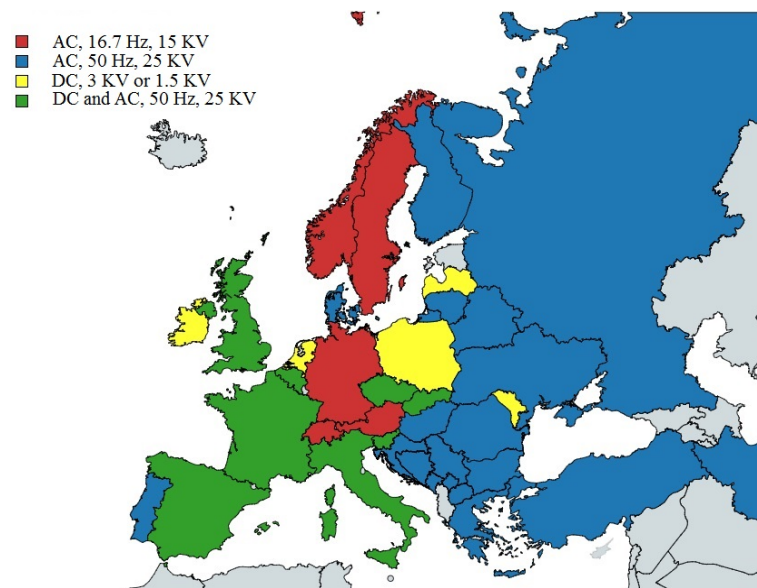 AC, 16.7 Hz, 15 KV
AC, 50 Hz, 25 KV
DC, 3 KV or 1.5 KV
DC and AC, 50 Hz, 25 KV